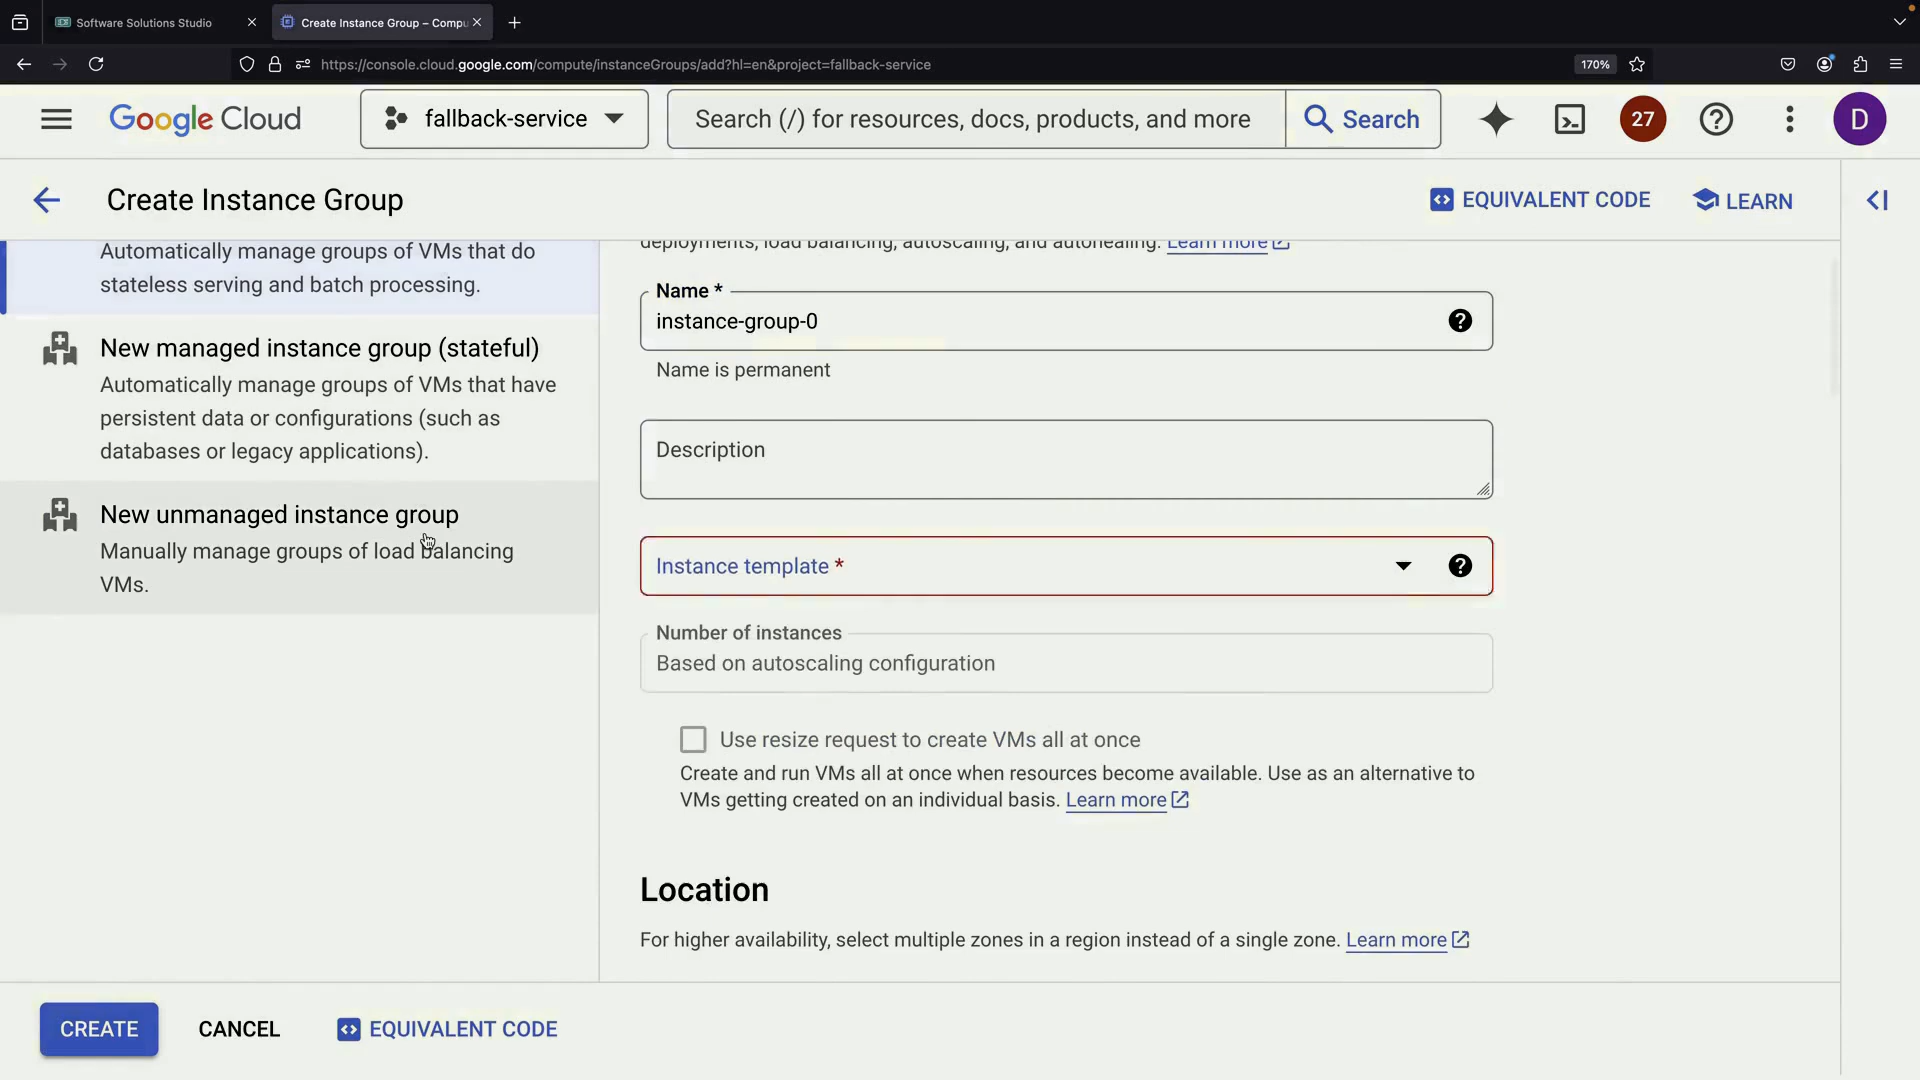 Software Solutions Studio
Create Instance Group – Compu
https://console.cloud.google.com/compute/instanceGroups/add?hl=en&project=fallback-service
170%
Google Cloud
fallback-service
Search (/) for resources, docs, products, and more
Search
27
D
Create Instance Group
EQUIVALENT CODE
LEARN
Automatically manage groups of VMs that do
stateless serving and batch processing.
New managed instance group (stateful)
Automatically manage groups of VMs that have
persistent data or configurations (such as
databases or legacy applications).
New unmanaged instance group
Manually manage groups of load balancing
VMs.
deployments, load balancing, autoscaling, and autohealing. Learn more
Name *
instance-group-0
Name is permanent
Description
Instance template *
Number of instances
Based on autoscaling configuration
Use resize request to create VMs all at once
Create and run VMs all at once when resources become available. Use as an alternative to
VMs getting created on an individual basis. Learn more
Location
For higher availability, select multiple zones in a region instead of a single zone. Learn more
CREATE
CANCEL
EQUIVALENT CODE